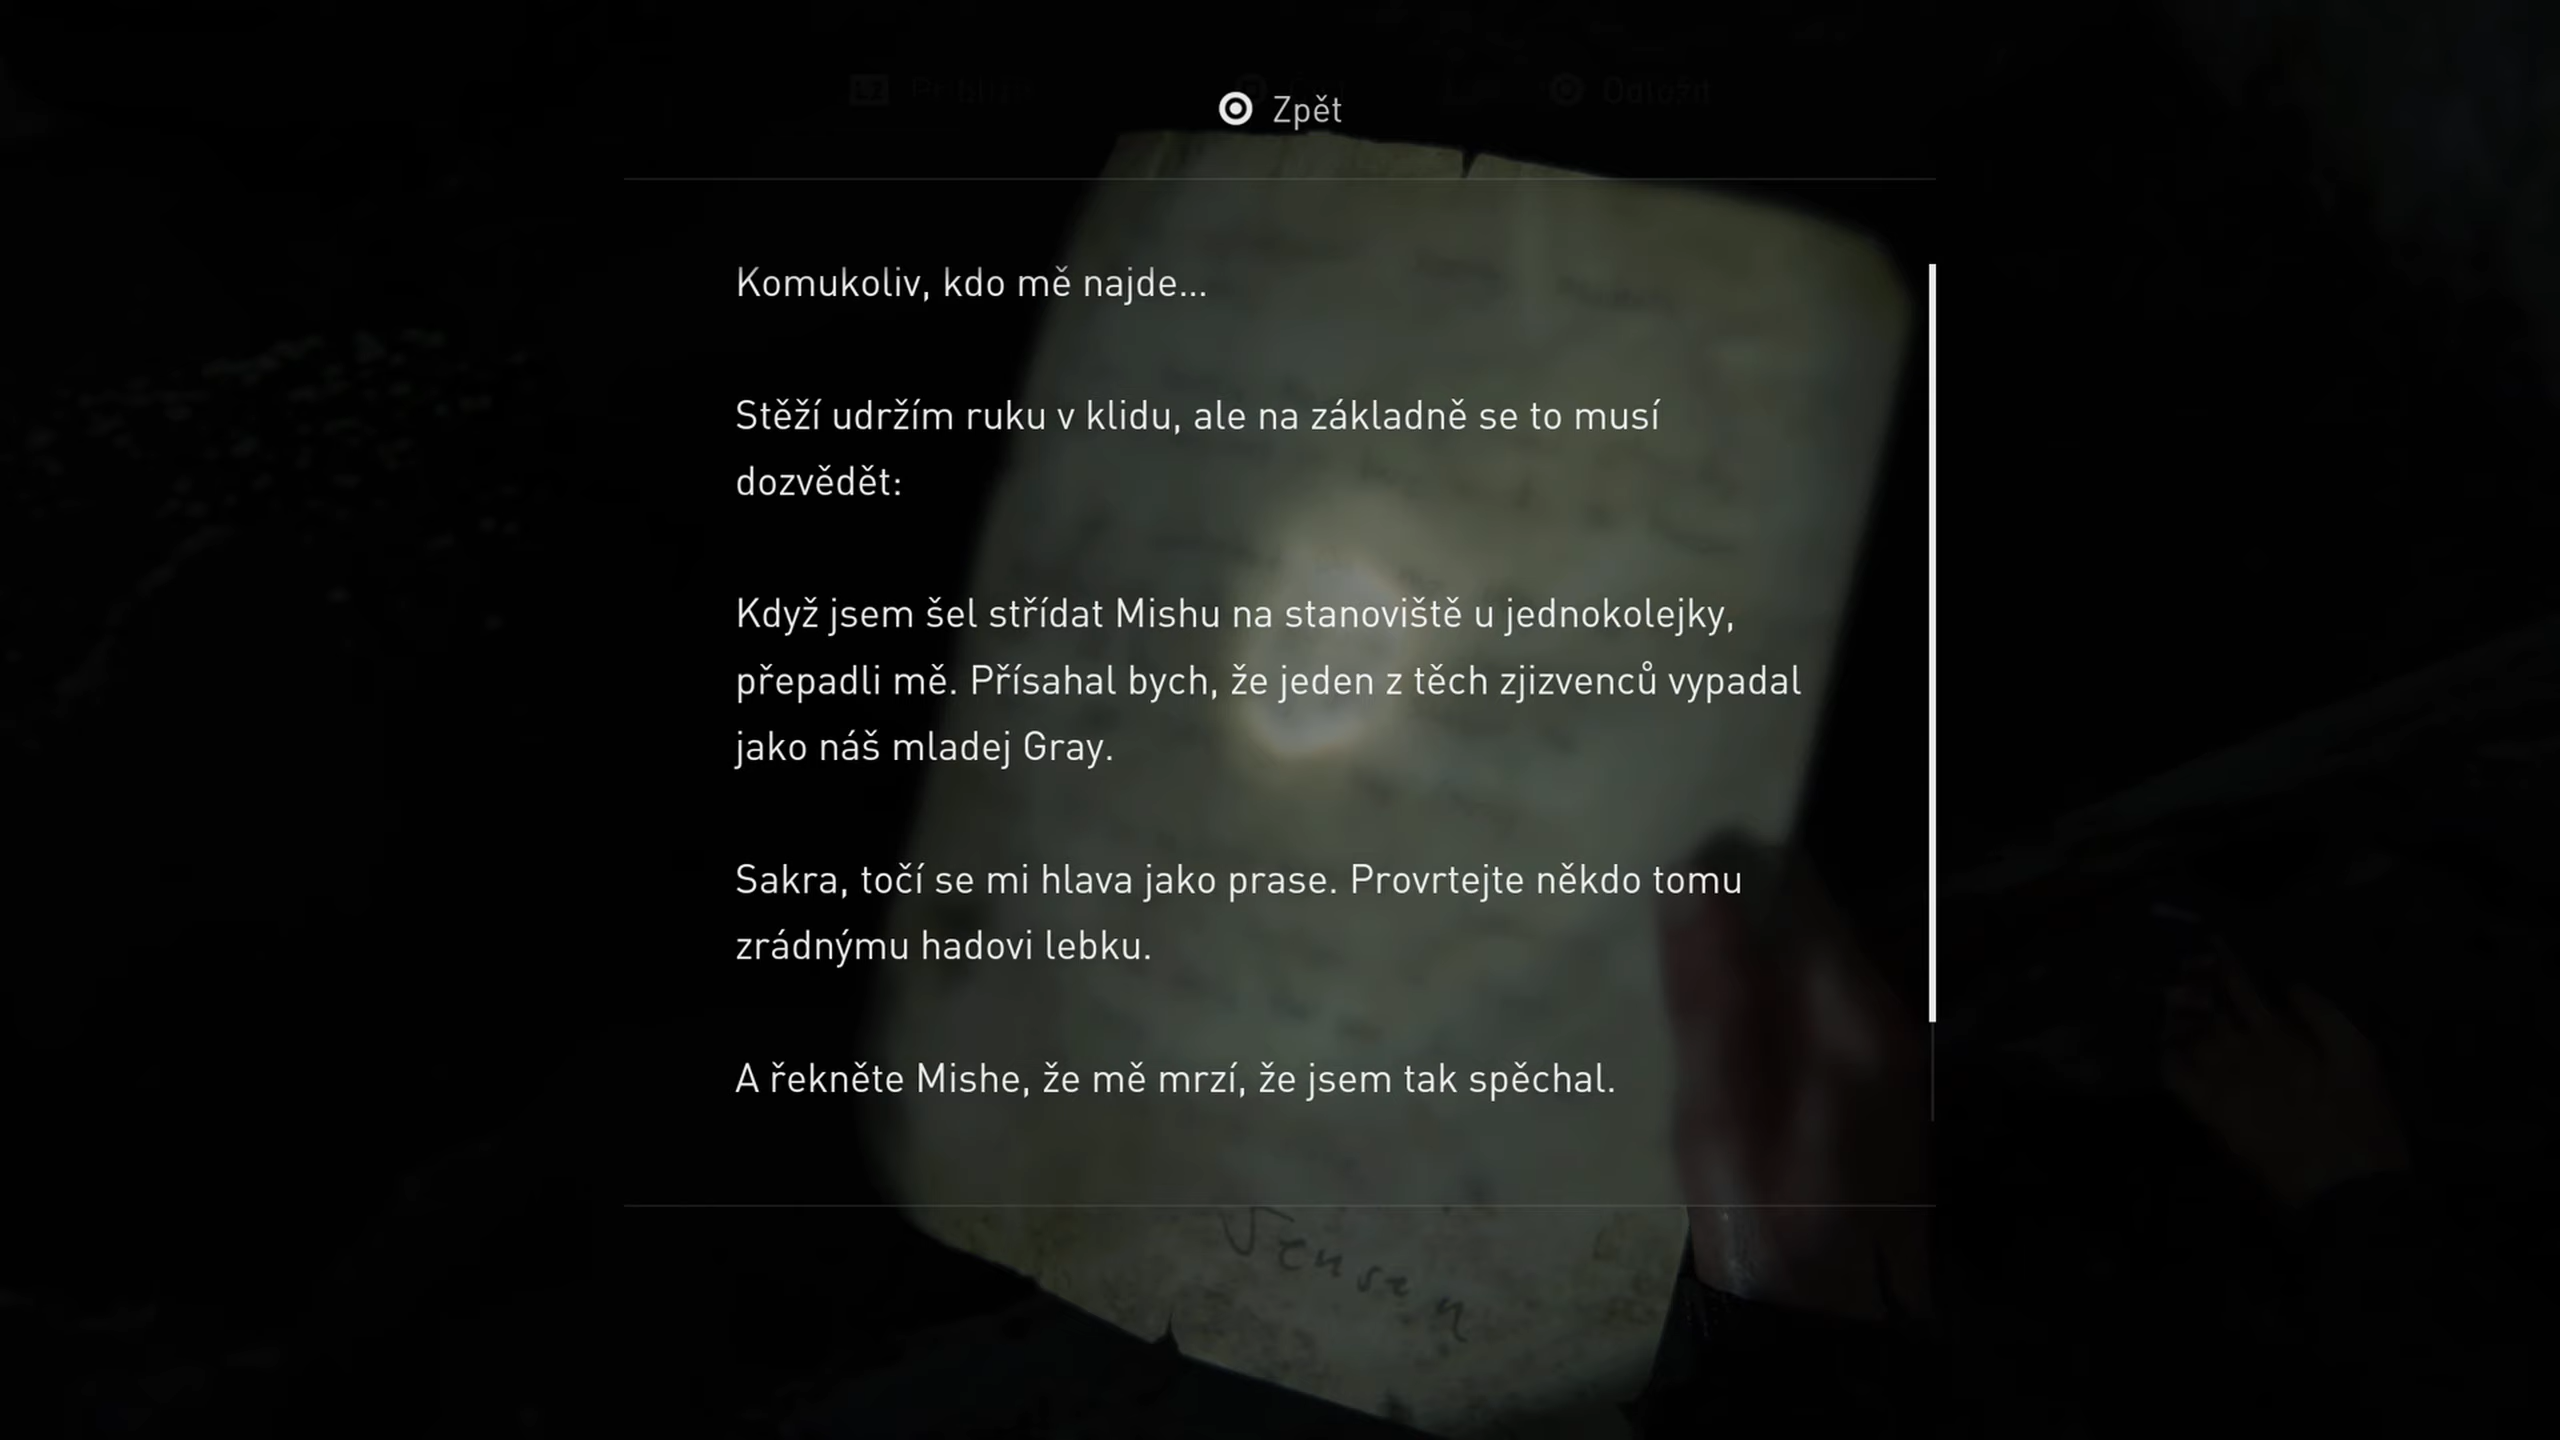 Zpět
Komukoliv, kdo mě najde...
Stěží udržím ruku v klidu, ale na základně se to musí
dozvědět:
Když jsem šel střídat Mishu na stanoviště u jednokolejky,
přepadli mě. Přísahal bych, že jeden z těch zjizvenců vypadal
jako náš mladej Gray.
Sakra, točí se mi hlava jako prase. Provrtejte někdo tomu
zrádnýmu hadovi lebku.
A řekněte Mishe, že mě mrzí, že jsem tak spěchal.
Jensen